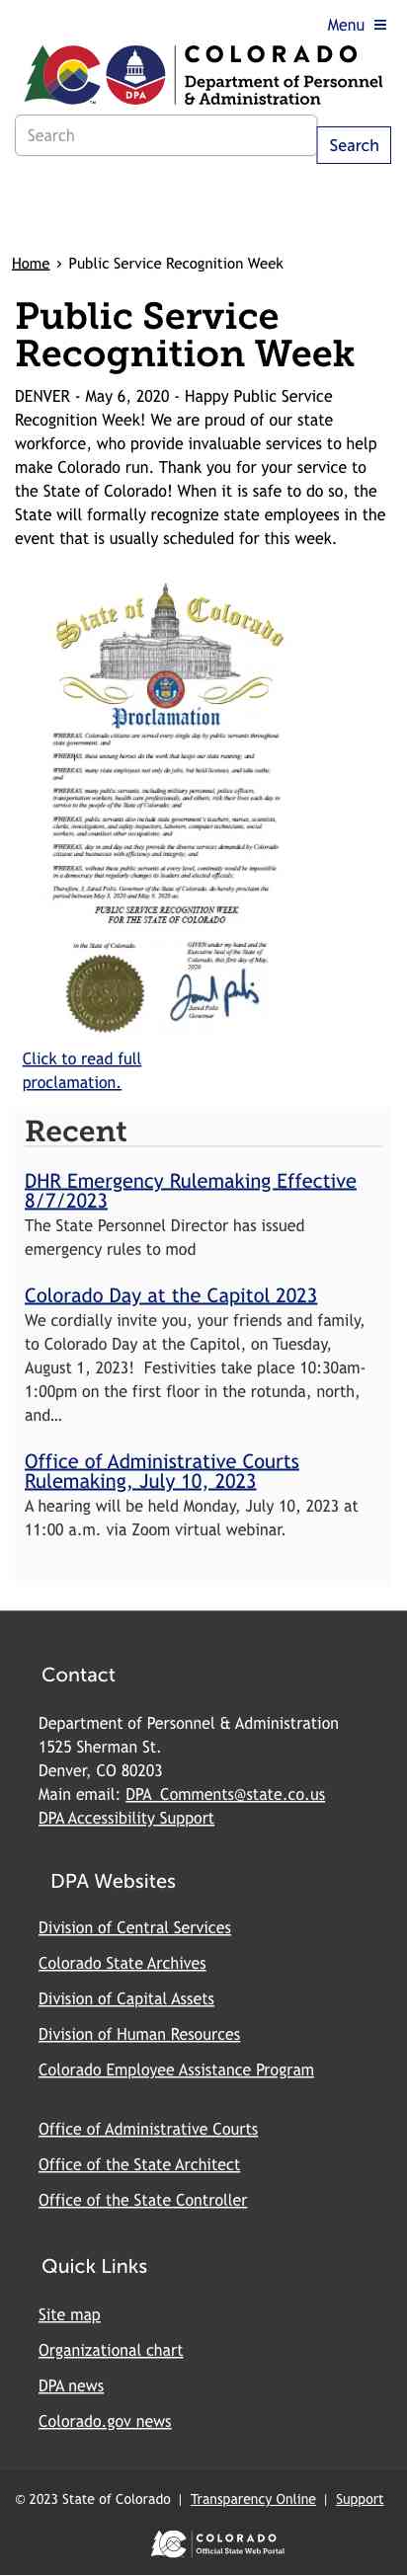 Menu ≡
COLORADO
Department of Personnel
& Administration
DPA
Search
Search
Home › Public Service Recognition Week
Public Service
Recognition Week
DENVER - May 6, 2020 - Happy Public Service
Recognition Week! We are proud of our state
workforce, who provide invaluable services to help
make Colorado run. Thank you for your service to
the State of Colorado! When it is safe to do so, the
State will formally recognize state employees in the
event that is usually scheduled for this week.
State of Colorado
Proclamation
WHEREAS, Colorado citizens are served every single day by public servants throughout
state government; and
WHEREAS, these unsung heroes do the work that keeps our state running; and
WHEREAS, many state employees not only do jobs, but hold licenses, and take oaths;
and
WHEREAS, many public servants, including military personnel, police officers,
transportation workers, health care professionals, and others, risk their lives each day in
service to the people of the State of Colorado; and
WHEREAS, public servants also include state government's teachers, nurses, scientists,
clerks, investigators, and safety inspectors, laborers, computer technicians, social
workers, and countless other occupations; and
WHEREAS, day in and day out they provide the diverse services demanded by Colorado
citizens and businesses with efficiency and integrity; and
WHEREAS, without these public servants at every level, continuity would be impossible
in a democracy that regularly changes its leaders and elected officials;
Therefore, I, Jared Polis, Governor of the State of Colorado, do hereby proclaim the
period between May 3, 2020 and May 9, 2020 as
PUBLIC SERVICE RECOGNITION WEEK
FOR THE STATE OF COLORADO
in the State of Colorado.
GIVEN under my hand and the
Executive Seal of the State of
Colorado, this first day of May,
2020
Jared Polis
Governor
Click to read full
proclamation.
Recent
DHR Emergency Rulemaking Effective
8/7/2023
The State Personnel Director has issued
emergency rules to mod
Colorado Day at the Capitol 2023
We cordially invite you, your friends and family,
to Colorado Day at the Capitol, on Tuesday,
August 1, 2023!  Festivities take place 10:30am-
1:00pm on the first floor in the rotunda, north,
and…
Office of Administrative Courts
Rulemaking, July 10, 2023
A hearing will be held Monday, July 10, 2023 at
11:00 a.m. via Zoom virtual webinar.
Contact
Department of Personnel & Administration
1525 Sherman St.
Denver, CO 80203
Main email: DPA_Comments@state.co.us
DPA Accessibility Support
DPA Websites
Division of Central Services
Colorado State Archives
Division of Capital Assets
Division of Human Resources
Colorado Employee Assistance Program
Office of Administrative Courts
Office of the State Architect
Office of the State Controller
Quick Links
Site map
Organizational chart
DPA news
Colorado.gov news
© 2023 State of Colorado | Transparency Online | Support
COLORADO
Official State Web Portal